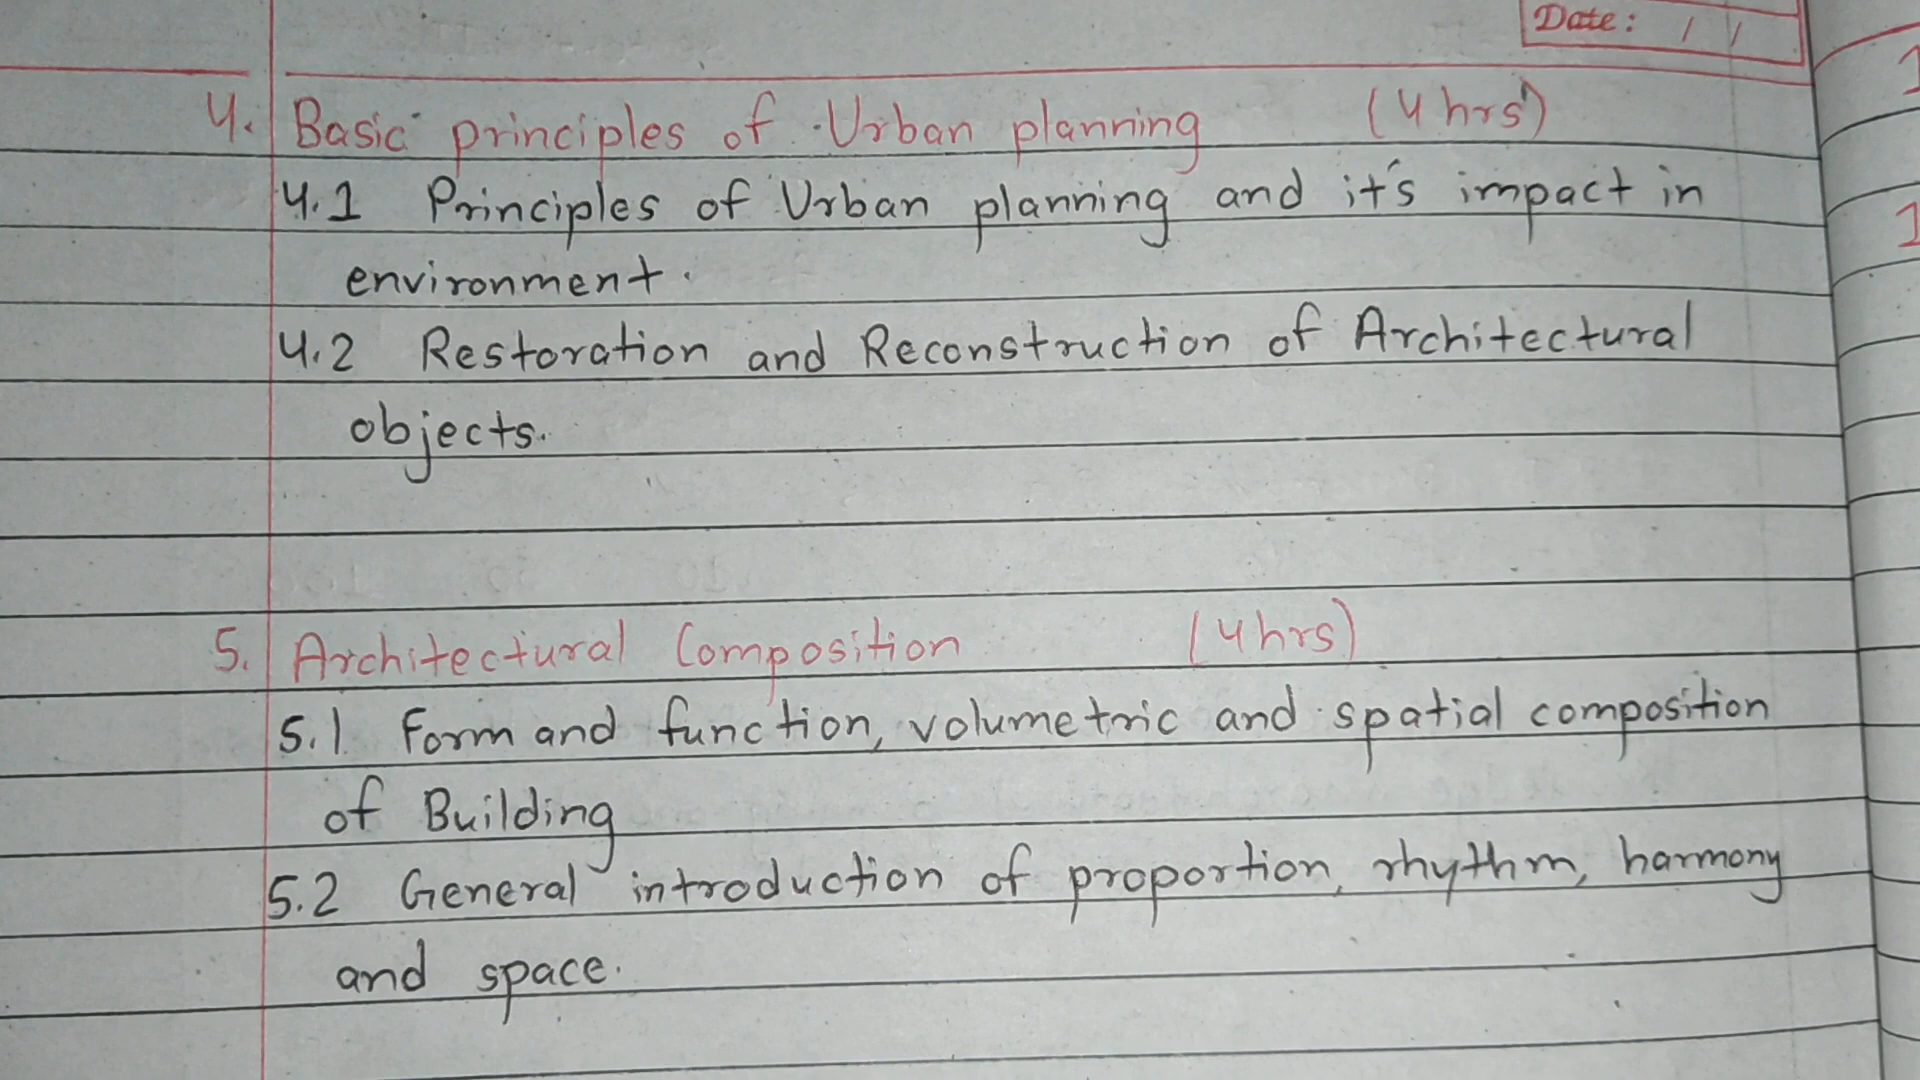 Date: / /
4. Basic principles of Urban planning (4 hrs)
4.1 Principles of Urban planning and it's impact in
environment.
4.2 Restoration and Reconstruction of Architectural
objects.
5. Architectural Composition (4 hrs)
5.1 Form and function, volumetric and spatial composition
of Building
5.2 General introduction of proportion, rhythm, harmony
and space.